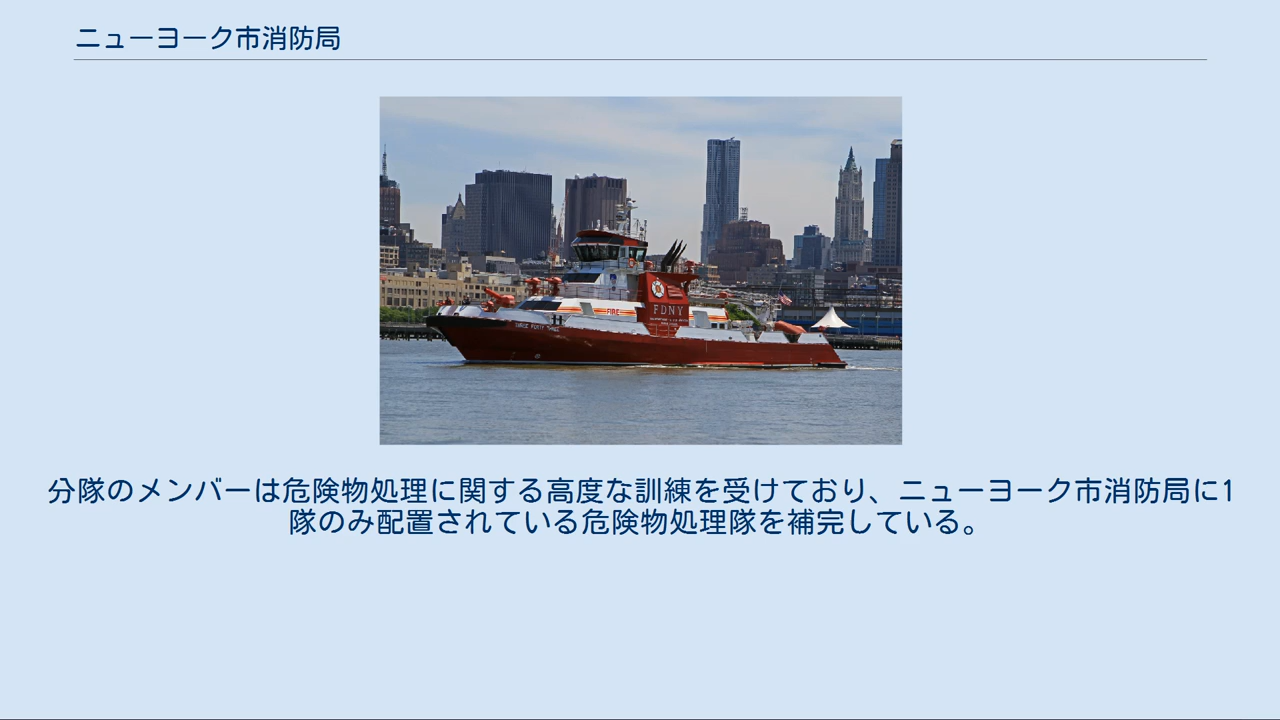 ニューヨーク市消防局
FIRE
FDNY
THREE FORTY THREE
分隊のメンバーは危険物処理に関する高度な訓練を受けており、ニューヨーク市消防局に1
隊のみ配置されている危険物処理隊を補完している。